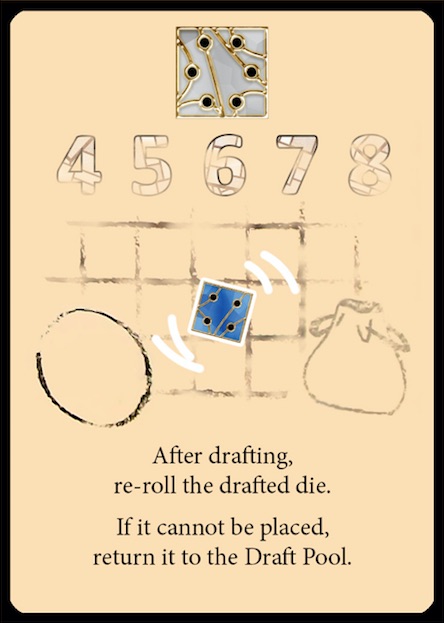 4 5 6 7 8
After drafting,
re-roll the drafted die.
If it cannot be placed,
return it to the Draft Pool.